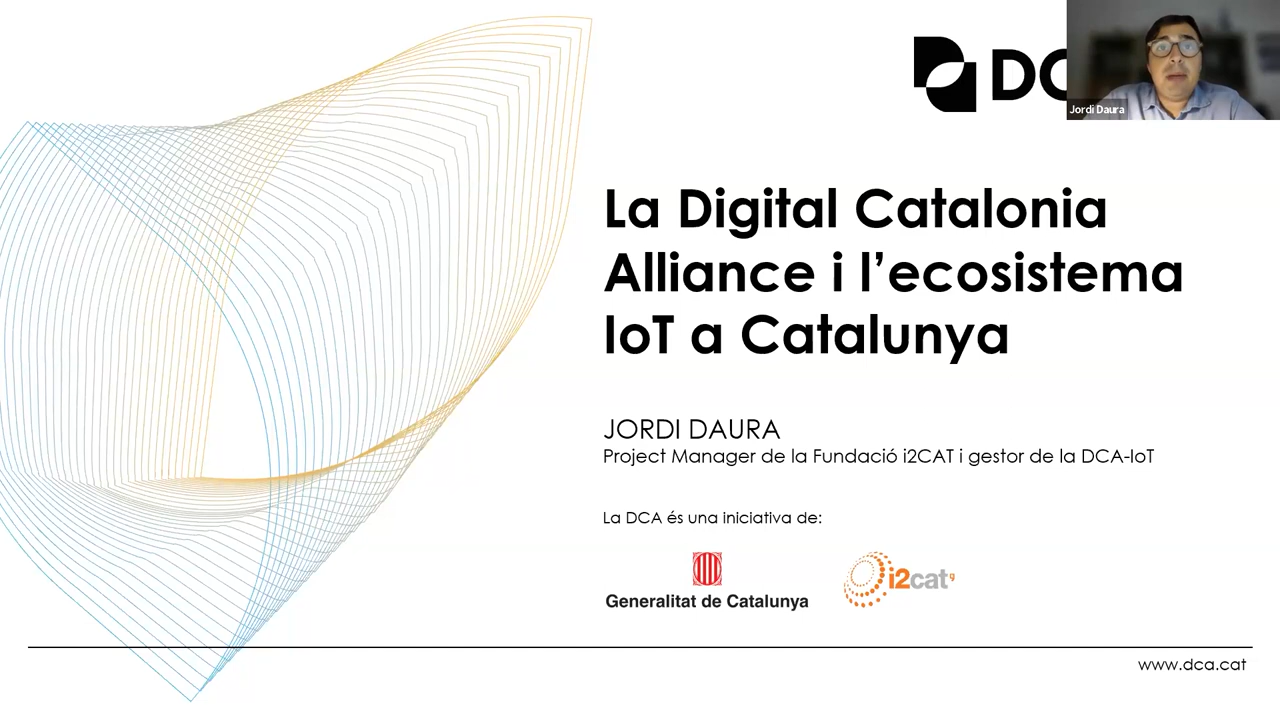 Jordi Daura
La Digital Catalonia
Alliance i l’ecosistema
IoT a Catalunya
JORDI DAURA
Project Manager de la Fundació i2CAT i gestor de la DCA-IoT
La DCA és una iniciativa de:
Generalitat de Catalunya
i2cat
www.dca.cat